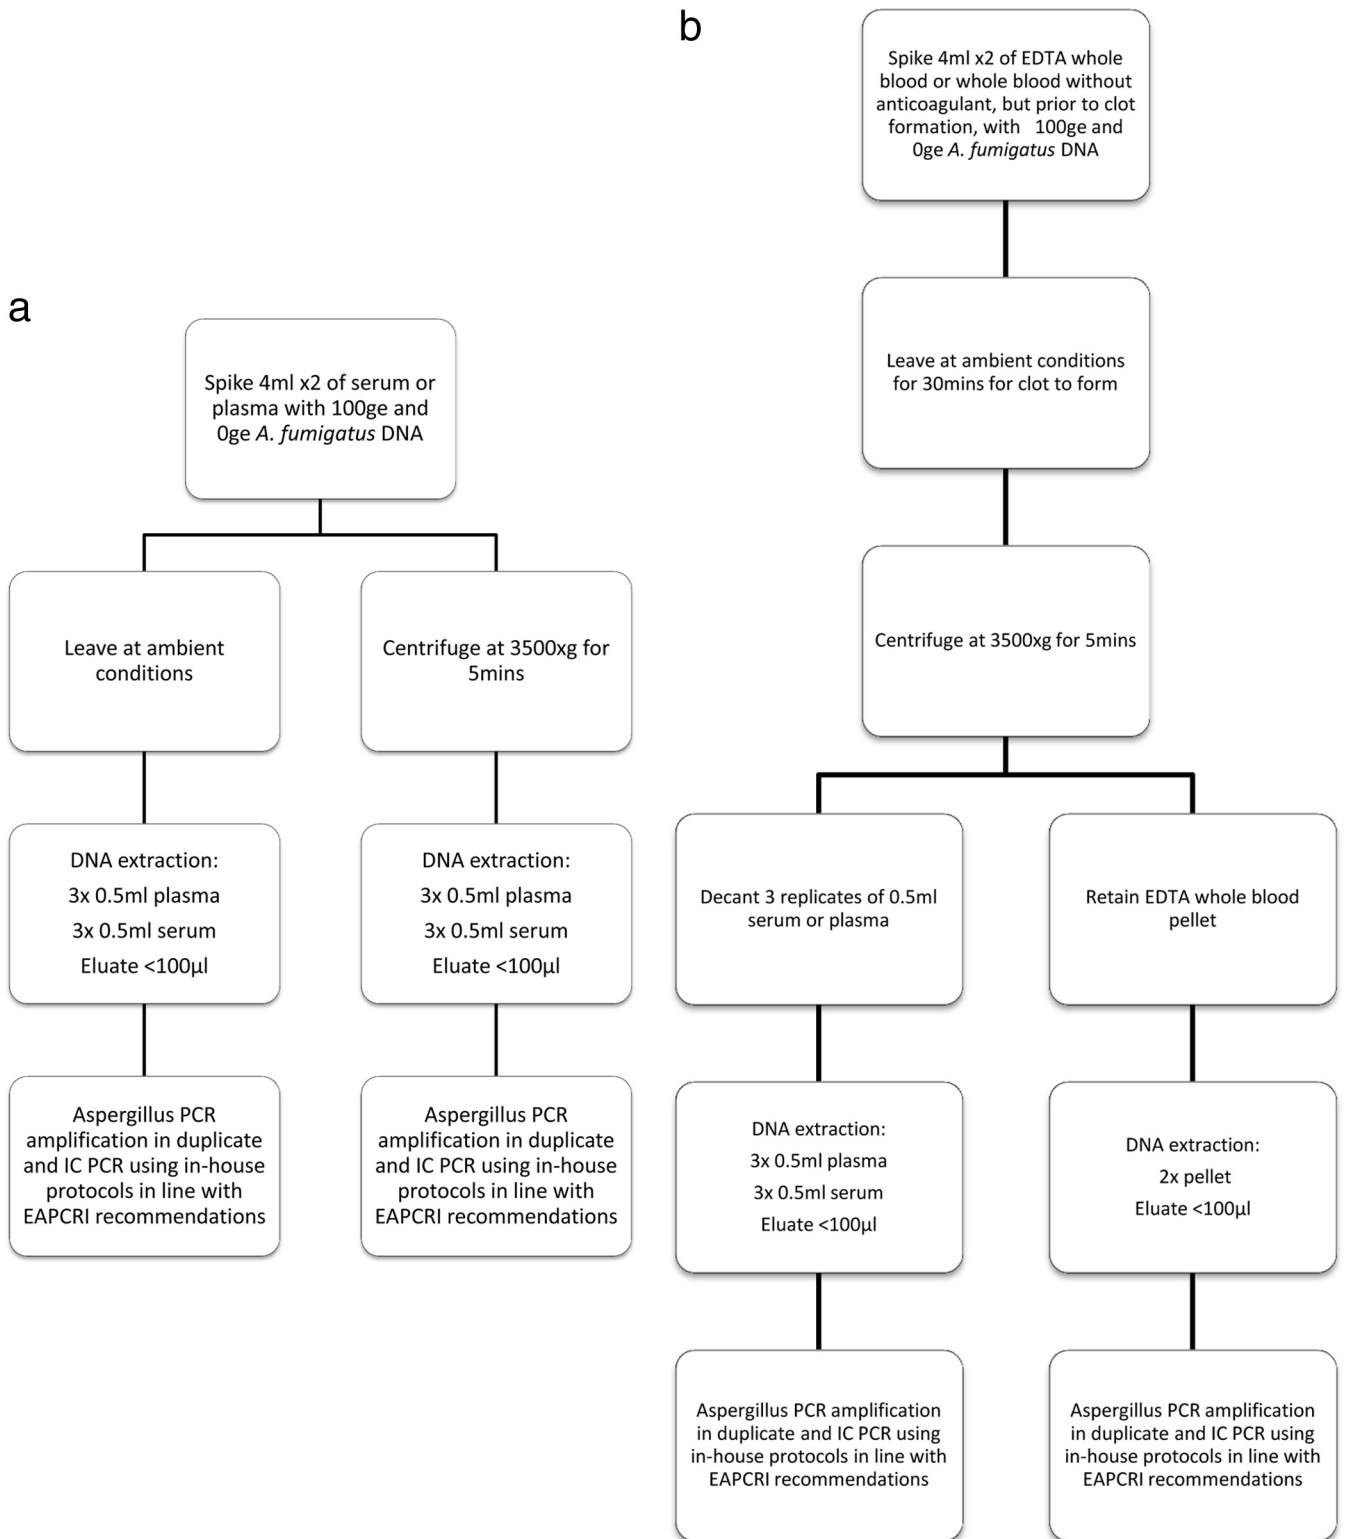 a
Spike 4ml x2 of serum or
plasma with 100ge and
0ge A. fumigatus DNA
Leave at ambient
conditions
Centrifuge at 3500xg for
5mins
DNA extraction:
3x 0.5ml plasma
3x 0.5ml serum
Eluate <100µl
DNA extraction:
3x 0.5ml plasma
3x 0.5ml serum
Eluate <100µl
Aspergillus PCR
amplification in duplicate
and IC PCR using in-house
protocols in line with
EAPCRI recommendations
Aspergillus PCR
amplification in duplicate
and IC PCR using in-house
protocols in line with
EAPCRI recommendations
b
Spike 4ml x2 of EDTA whole
blood or whole blood without
anticoagulant, but prior to clot
formation, with 100ge and
0ge A. fumigatus DNA
Leave at ambient conditions
for 30mins for clot to form
Centrifuge at 3500xg for 5mins
Decant 3 replicates of 0.5ml
serum or plasma
Retain EDTA whole blood
pellet
DNA extraction:
3x 0.5ml plasma
3x 0.5ml serum
Eluate <100µl
DNA extraction:
2x pellet
Eluate <100µl
Aspergillus PCR amplification
in duplicate and IC PCR using
in-house protocols in line with
EAPCRI recommendations
Aspergillus PCR amplification
in duplicate and IC PCR using
in-house protocols in line with
EAPCRI recommendations